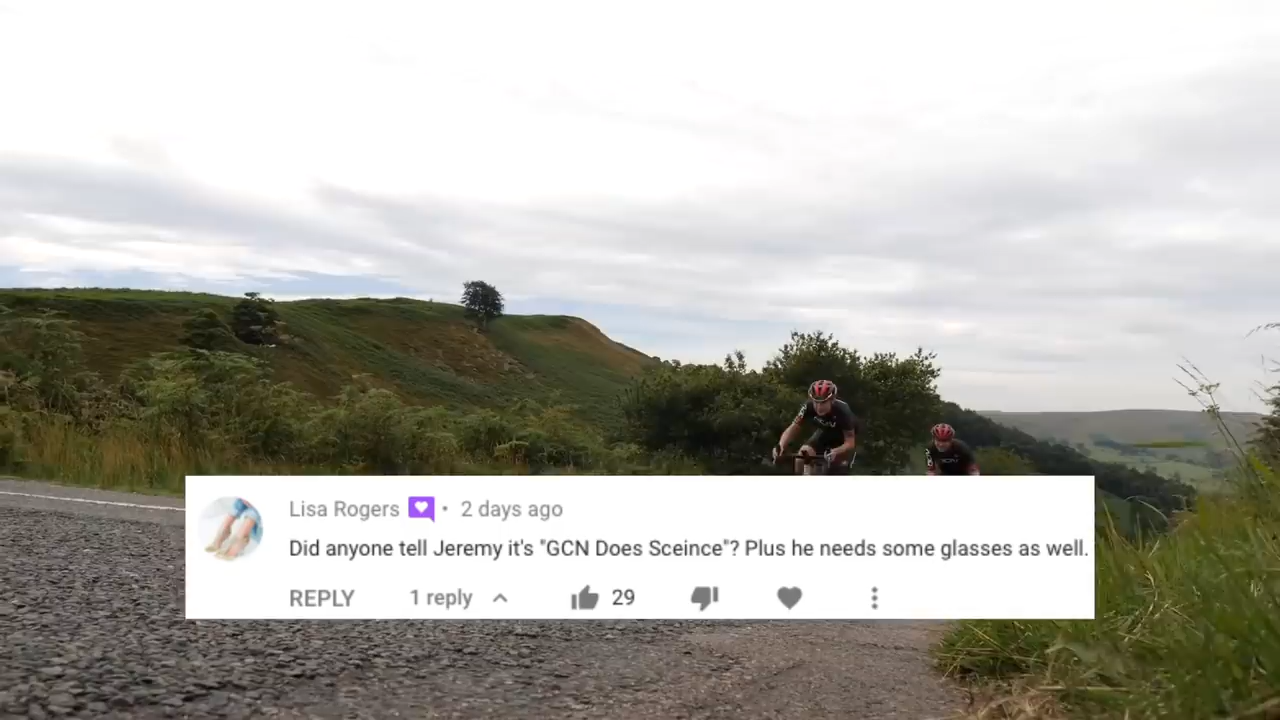 Lisa Rogers · 2 days ago
Did anyone tell Jeremy it's "GCN Does Sceince"? Plus he needs some glasses as well.
REPLY 1 reply 29